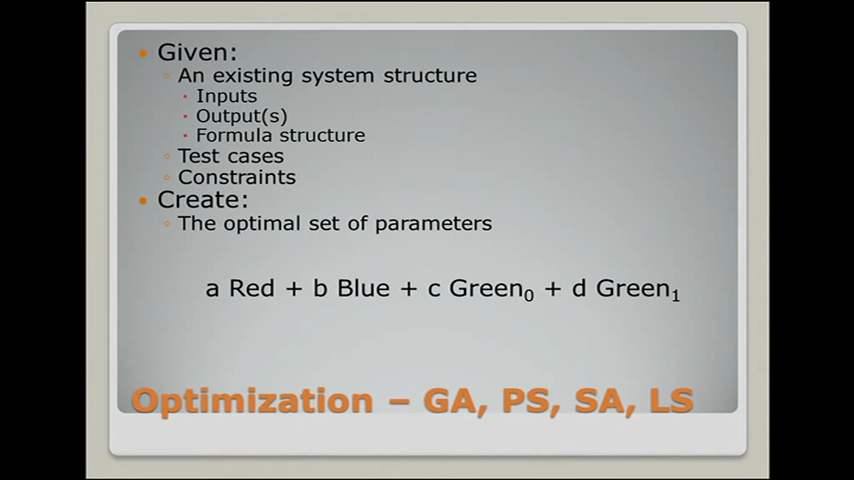 • Given:
◦ An existing system structure
▪ Inputs
▪ Output(s)
▪ Formula structure
◦ Test cases
◦ Constraints
• Create:
◦ The optimal set of parameters
a Red + b Blue + c Green₀ + d Green₁
Optimization – GA, PS, SA, LS